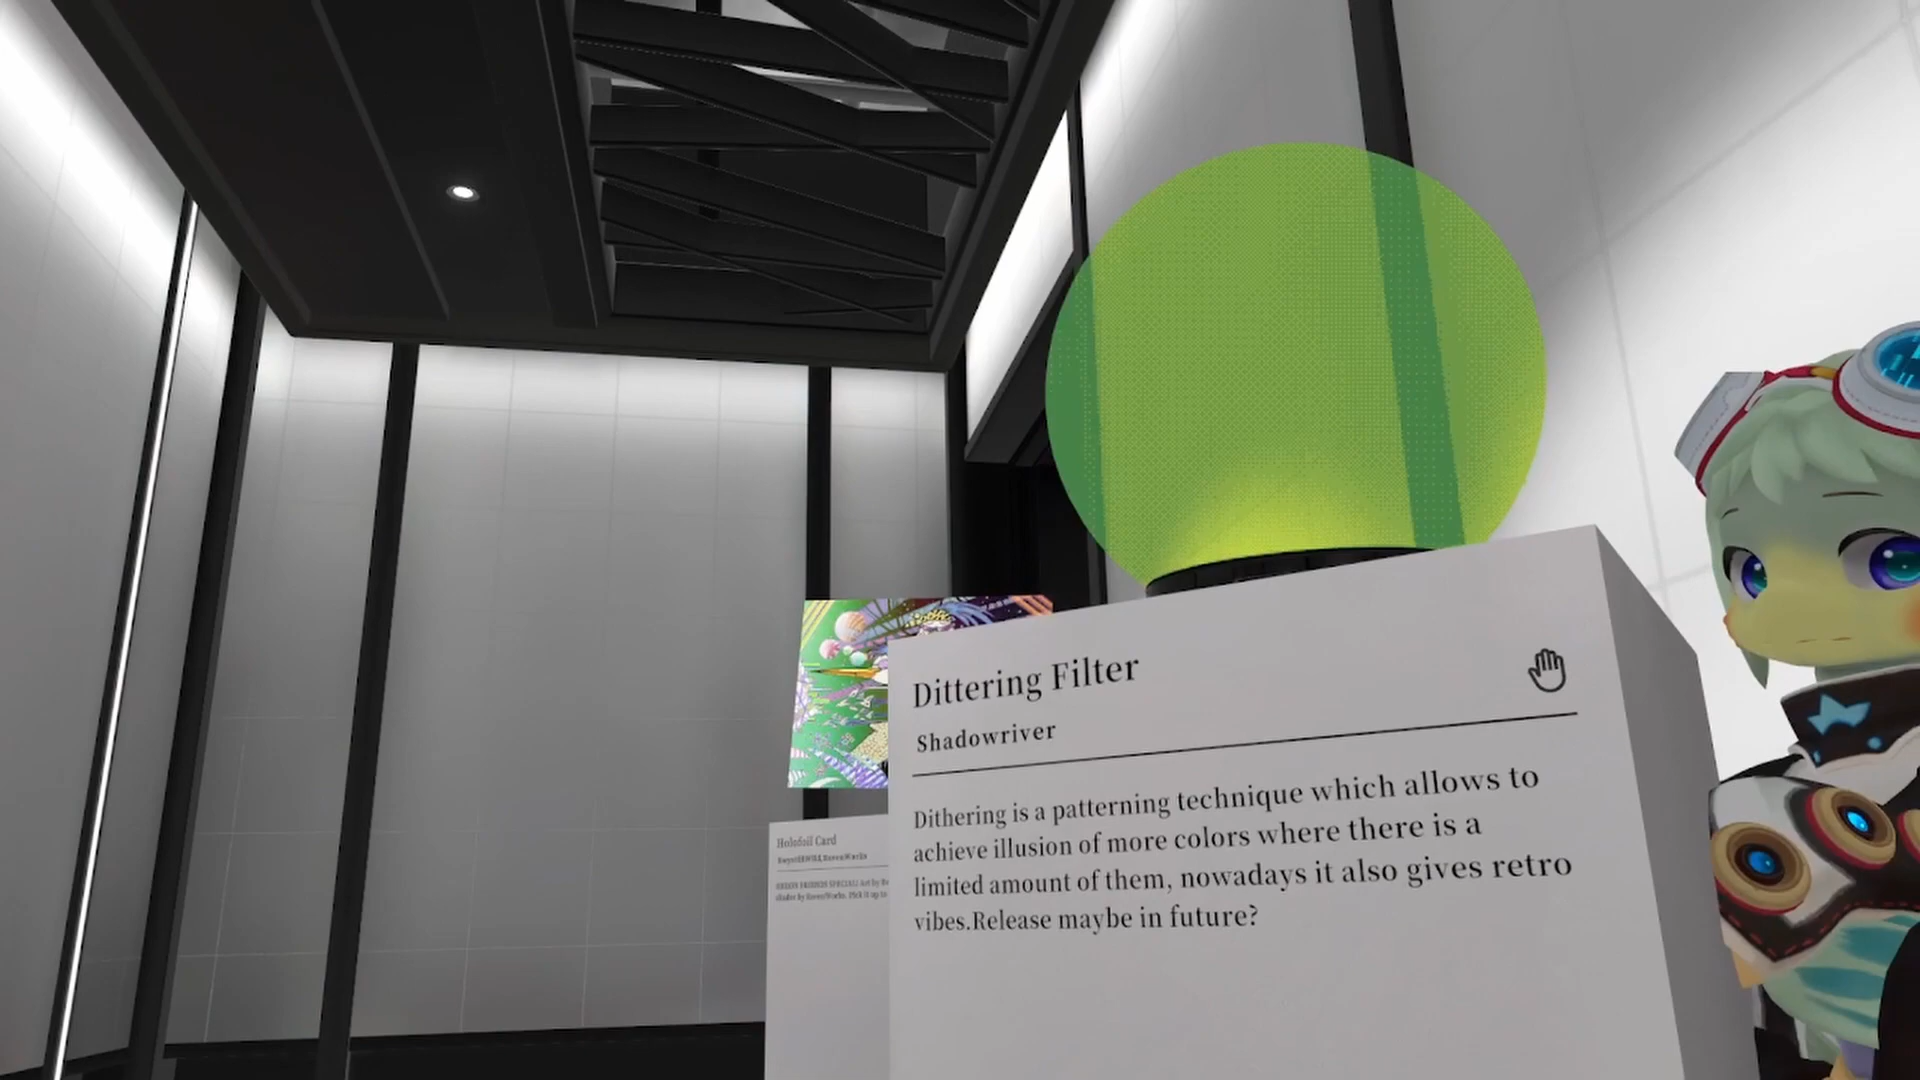 Dittering Filter
Shadowriver
Dithering is a patterning technique which allows to
achieve illusion of more colors where there is a
limited amount of them, nowadays it also gives retro
vibes.Release maybe in future?
Holofoil Card